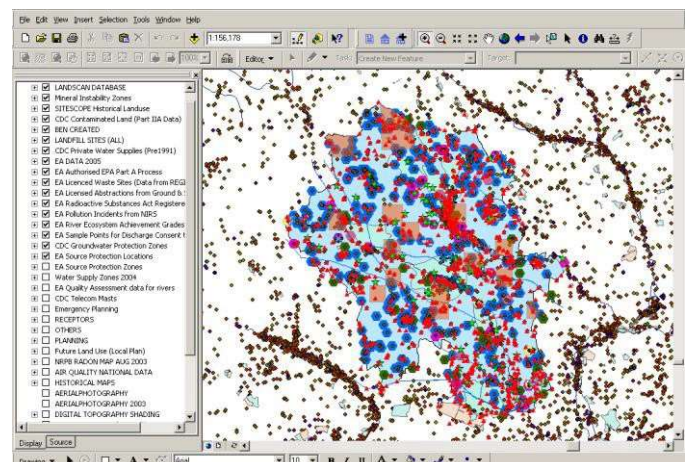 File Edit View Insert Selection Tools Window Help
1:156,178
100%
Editor Task: Create New Feature Target:
LANDSCAN DATABASE
Mineral Instability Zones
SITESCOPE Historical Landuse
CDC Contaminated Land (Part IIA Data)
BEN CREATED
LANDFILL SITES (ALL)
CDC Private Water Supplies (Pre1991)
EA DATA 2005
EA Authorised EPA Part A Process
EA Licenced Waste Sites (Data from REGI
EA Licensed Abstractions from Ground &
EA Radioactive Substances Act Registere
EA Pollution Incidents from NIRS
EA River Ecosystem Achievement Grades
EA Sample Points for Discharge Consent t
CDC Groundwater Protection Zones
EA Source Protection Locations
EA Source Protection Zones
Water Supply Zones 2004
EA Quality Assessment data for rivers
CDC Telecom Masts
Emergency Planning
RECEPTORS
OTHERS
PLANNING
Future Land Use (Local Plan)
NRPB RADON MAP AUG 2003
AIR QUALITY NATIONAL DATA
HISTORICAL MAPS
AERIALPHOTOGRAPHY
AERIALPHOTOGRAPHY 2003
DIGITAL TOPOGRAPHY SHADING
Display Source
Drawing Arial 10 B I U A